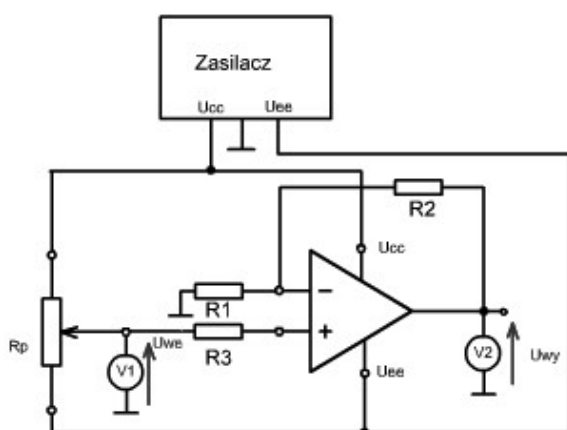 Zasilacz
Ucc
Uee
R2
Ucc
R1
−
+
R3
Rp
Uwe
V1
Uee
V2
Uwy